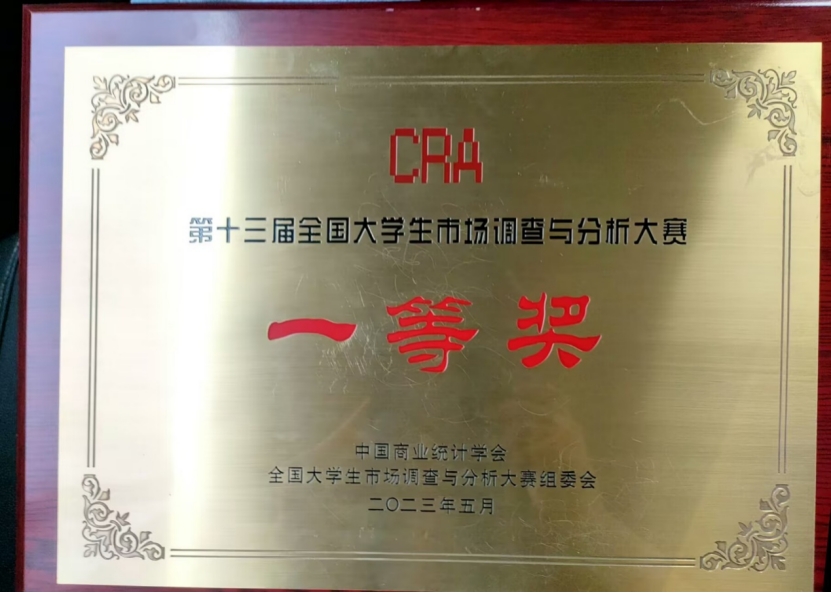 CRA
第十三届全国大学生市场调查与分析大赛
一等奖
中国商业统计学会
全国大学生市场调查与分析大赛组委会
二〇二三年五月